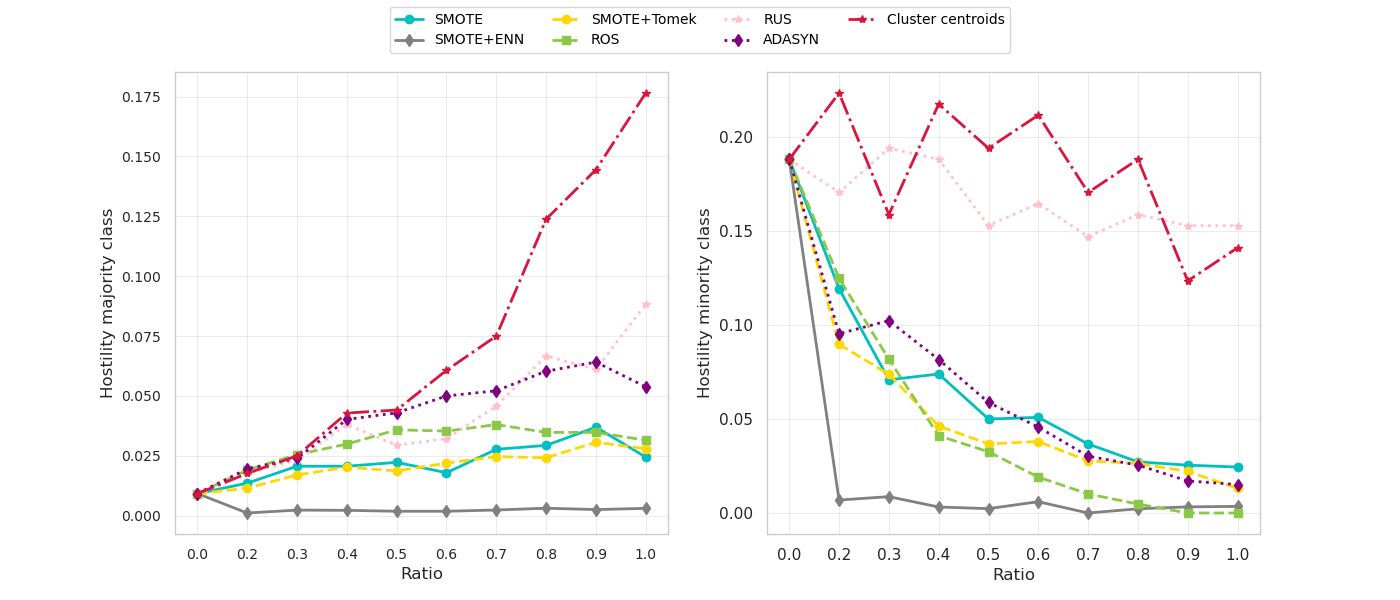 SMOTE
SMOTE+ENN
SMOTE+Tomek
ROS
RUS
ADASYN
Cluster centroids
Hostility majority class
0.175
0.150
0.125
0.100
0.075
0.050
0.025
0.000
0.0 0.2 0.3 0.4 0.5 0.6 0.7 0.8 0.9 1.0
Ratio
Hostility minority class
0.20
0.15
0.10
0.05
0.00
0.0 0.2 0.3 0.4 0.5 0.6 0.7 0.8 0.9 1.0
Ratio